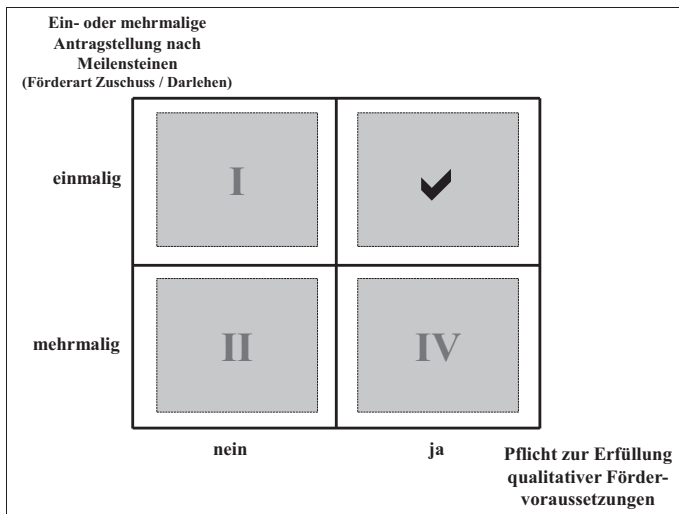 Ein- oder mehrmalige
Antragstellung nach
Meilensteinen
(Förderart Zuschuss / Darlehen)
einmalig
I
✔
mehrmalig
II
IV
nein
ja
Pflicht zur Erfüllung
qualitativer Förder-
voraussetzungen